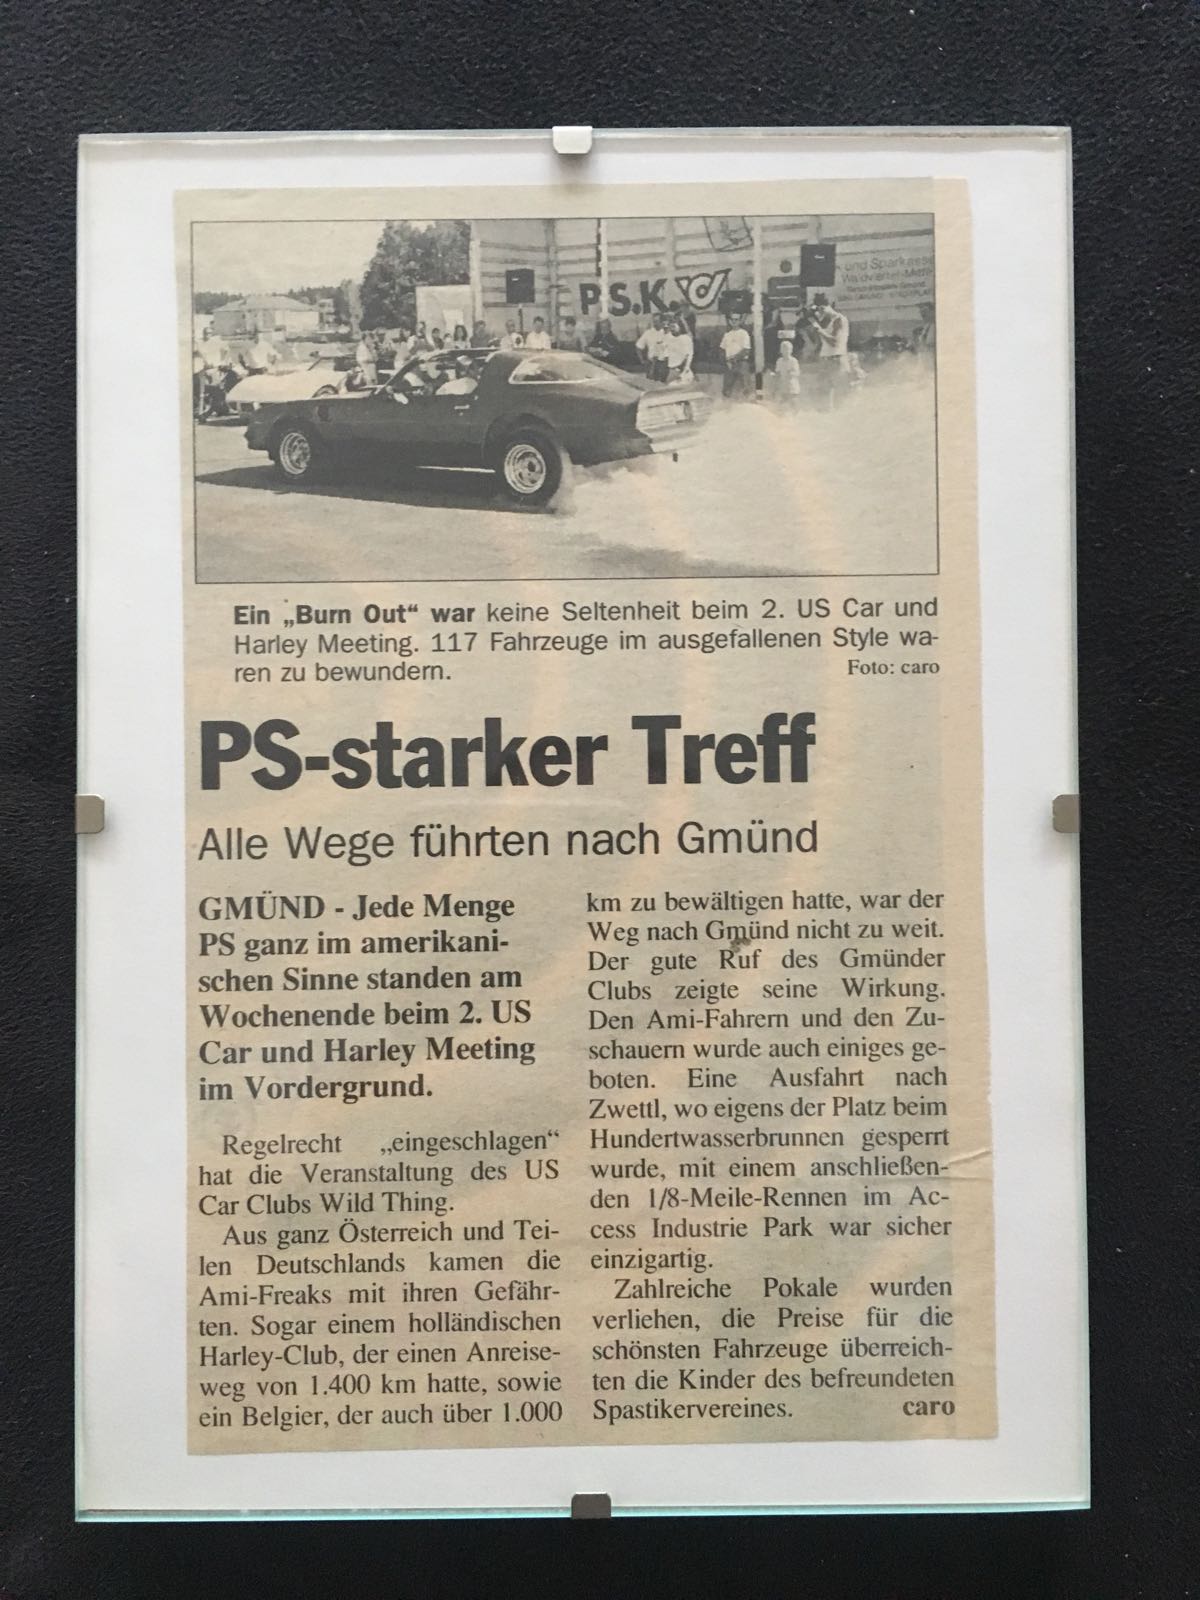 P.S.K.
und Sparkasse
Waldviertel-Mitte
Ein „Burn Out“ war keine Seltenheit beim 2. US Car und
Harley Meeting. 117 Fahrzeuge im ausgefallenen Style wa-
ren zu bewundern.
Foto: caro
PS-starker Treff
Alle Wege führten nach Gmünd
GMÜND - Jede Menge
PS ganz im amerikani-
schen Sinne standen am
Wochenende beim 2. US
Car und Harley Meeting
im Vordergrund.
Regelrecht „eingeschlagen“
hat die Veranstaltung des US
Car Clubs Wild Thing.
Aus ganz Österreich und Tei-
len Deutschlands kamen die
Ami-Freaks mit ihren Gefähr-
ten. Sogar einem holländischen
Harley-Club, der einen Anreise-
weg von 1.400 km hatte, sowie
ein Belgier, der auch über 1.000
km zu bewältigen hatte, war der
Weg nach Gmünd nicht zu weit.
Der gute Ruf des Gmünder
Clubs zeigte seine Wirkung.
Den Ami-Fahrern und den Zu-
schauern wurde auch einiges ge-
boten. Eine Ausfahrt nach
Zwettl, wo eigens der Platz beim
Hundertwasserbrunnen gesperrt
wurde, mit einem anschließen-
den 1/8-Meile-Rennen im Ac-
cess Industrie Park war sicher
einzigartig.
Zahlreiche Pokale wurden
verliehen, die Preise für die
schönsten Fahrzeuge überreich-
ten die Kinder des befreundeten
Spastikervereines. caro